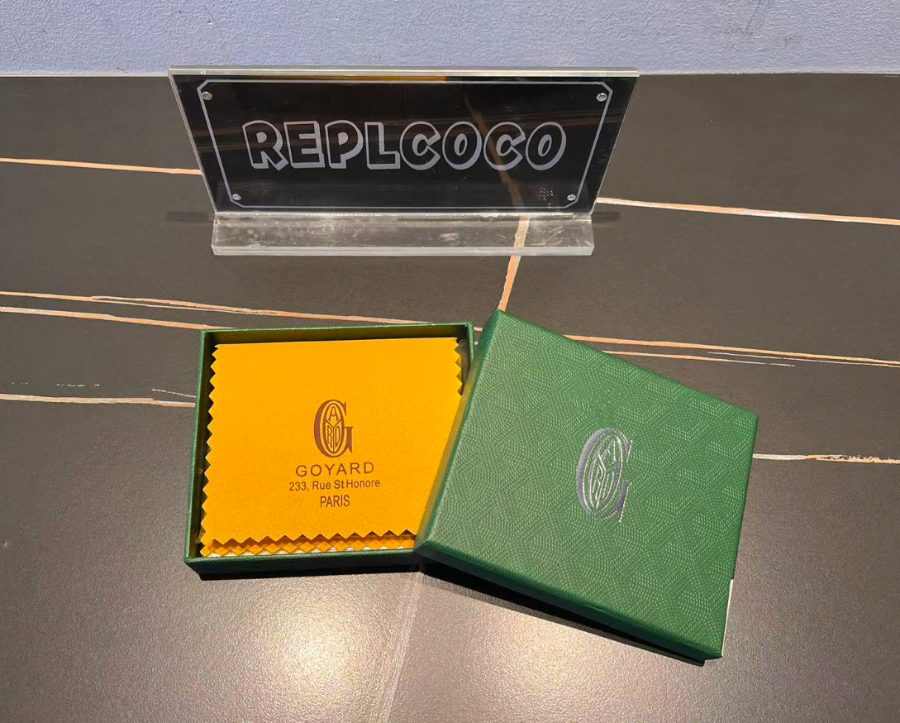 REPLCOCO
GOYARD
233, Rue St Honore
PARIS